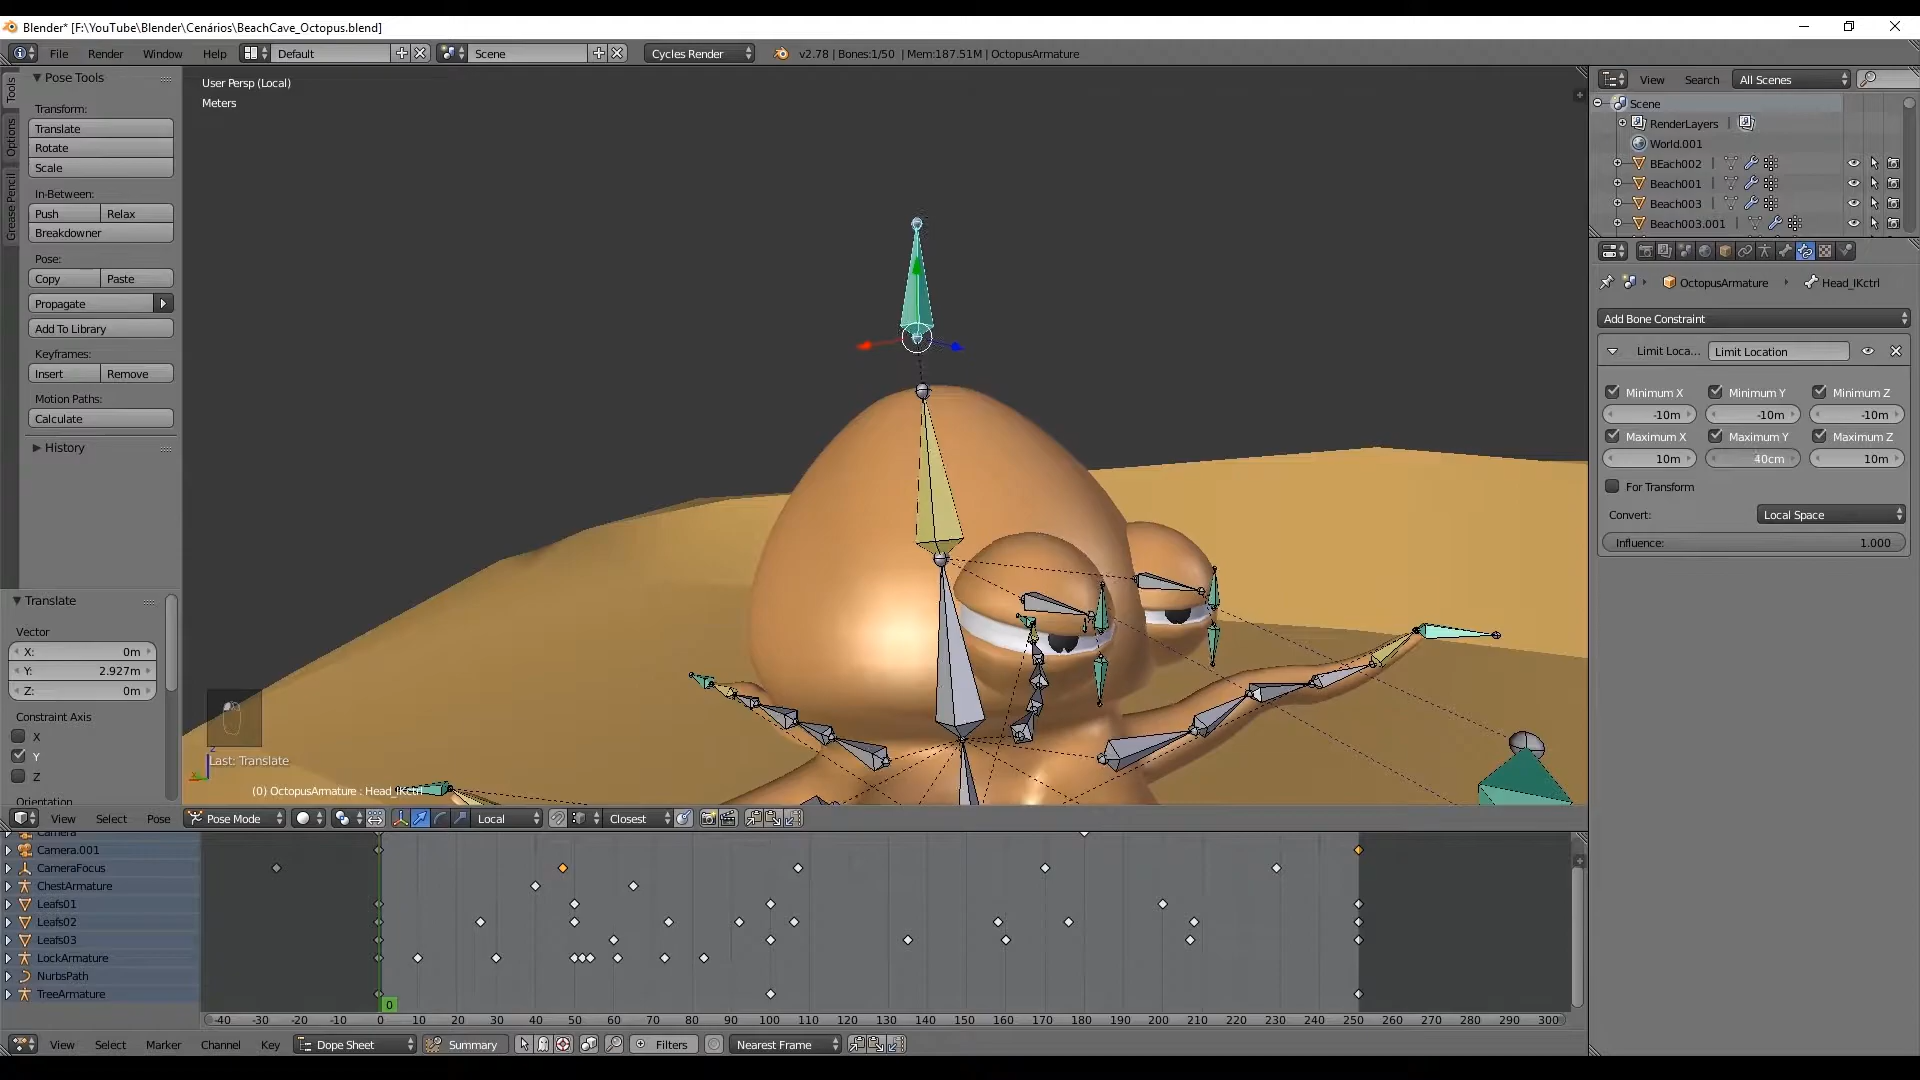 Blender* [F:\YouTube\Blender\Cenários\BeachCave_Octopus.blend]
File Render Window Help Default Scene Cycles Render v2.78 | Bones:1/50 | Mem:187.51M | OctopusArmature
Tools
Options
Grease Pencil
Pose Tools
Transform:
Translate
Rotate
Scale
In-Between:
Push Relax
Breakdowner
Pose:
Copy Paste
Propagate
Add To Library
Keyframes:
Insert Remove
Motion Paths:
Calculate
History
Translate
Vector
X: 0m
Y: 2.927m
Z: 0m
Constraint Axis
X
Y
Z
Orientation
User Persp (Local)
Meters
Last: Translate
(0) OctopusArmature : Head_IKctrl
View Select Pose Pose Mode Local Closest
View Search All Scenes
Scene
RenderLayers
World.001
BEach002
Beach001
Beach003
Beach003.001
OctopusArmature Head_IKctrl
Add Bone Constraint
Limit Loca... Limit Location
Minimum X Minimum Y Minimum Z
-10m -10m -10m
Maximum X Maximum Y Maximum Z
10m 40cm 10m
For Transform
Convert: Local Space
Influence: 1.000
Camera
Camera.001
CameraFocus
ChestArmature
Leafs01
Leafs02
Leafs03
LockArmature
NurbsPath
TreeArmature
0
-40 -30 -20 -10 0 10 20 30 40 50 60 70 80 90 100 110 120 130 140 150 160 170 180 190 200 210 220 230 240 250 260 270 280 290 300
View Select Marker Channel Key Dope Sheet Summary Filters Nearest Frame